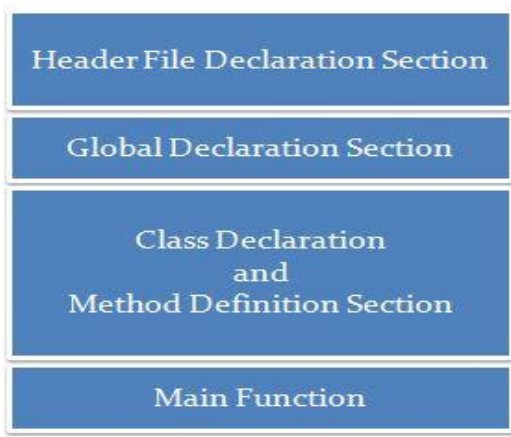 Header File Declaration Section
Global Declaration Section
Class Declaration
and
Method Definition Section
Main Function